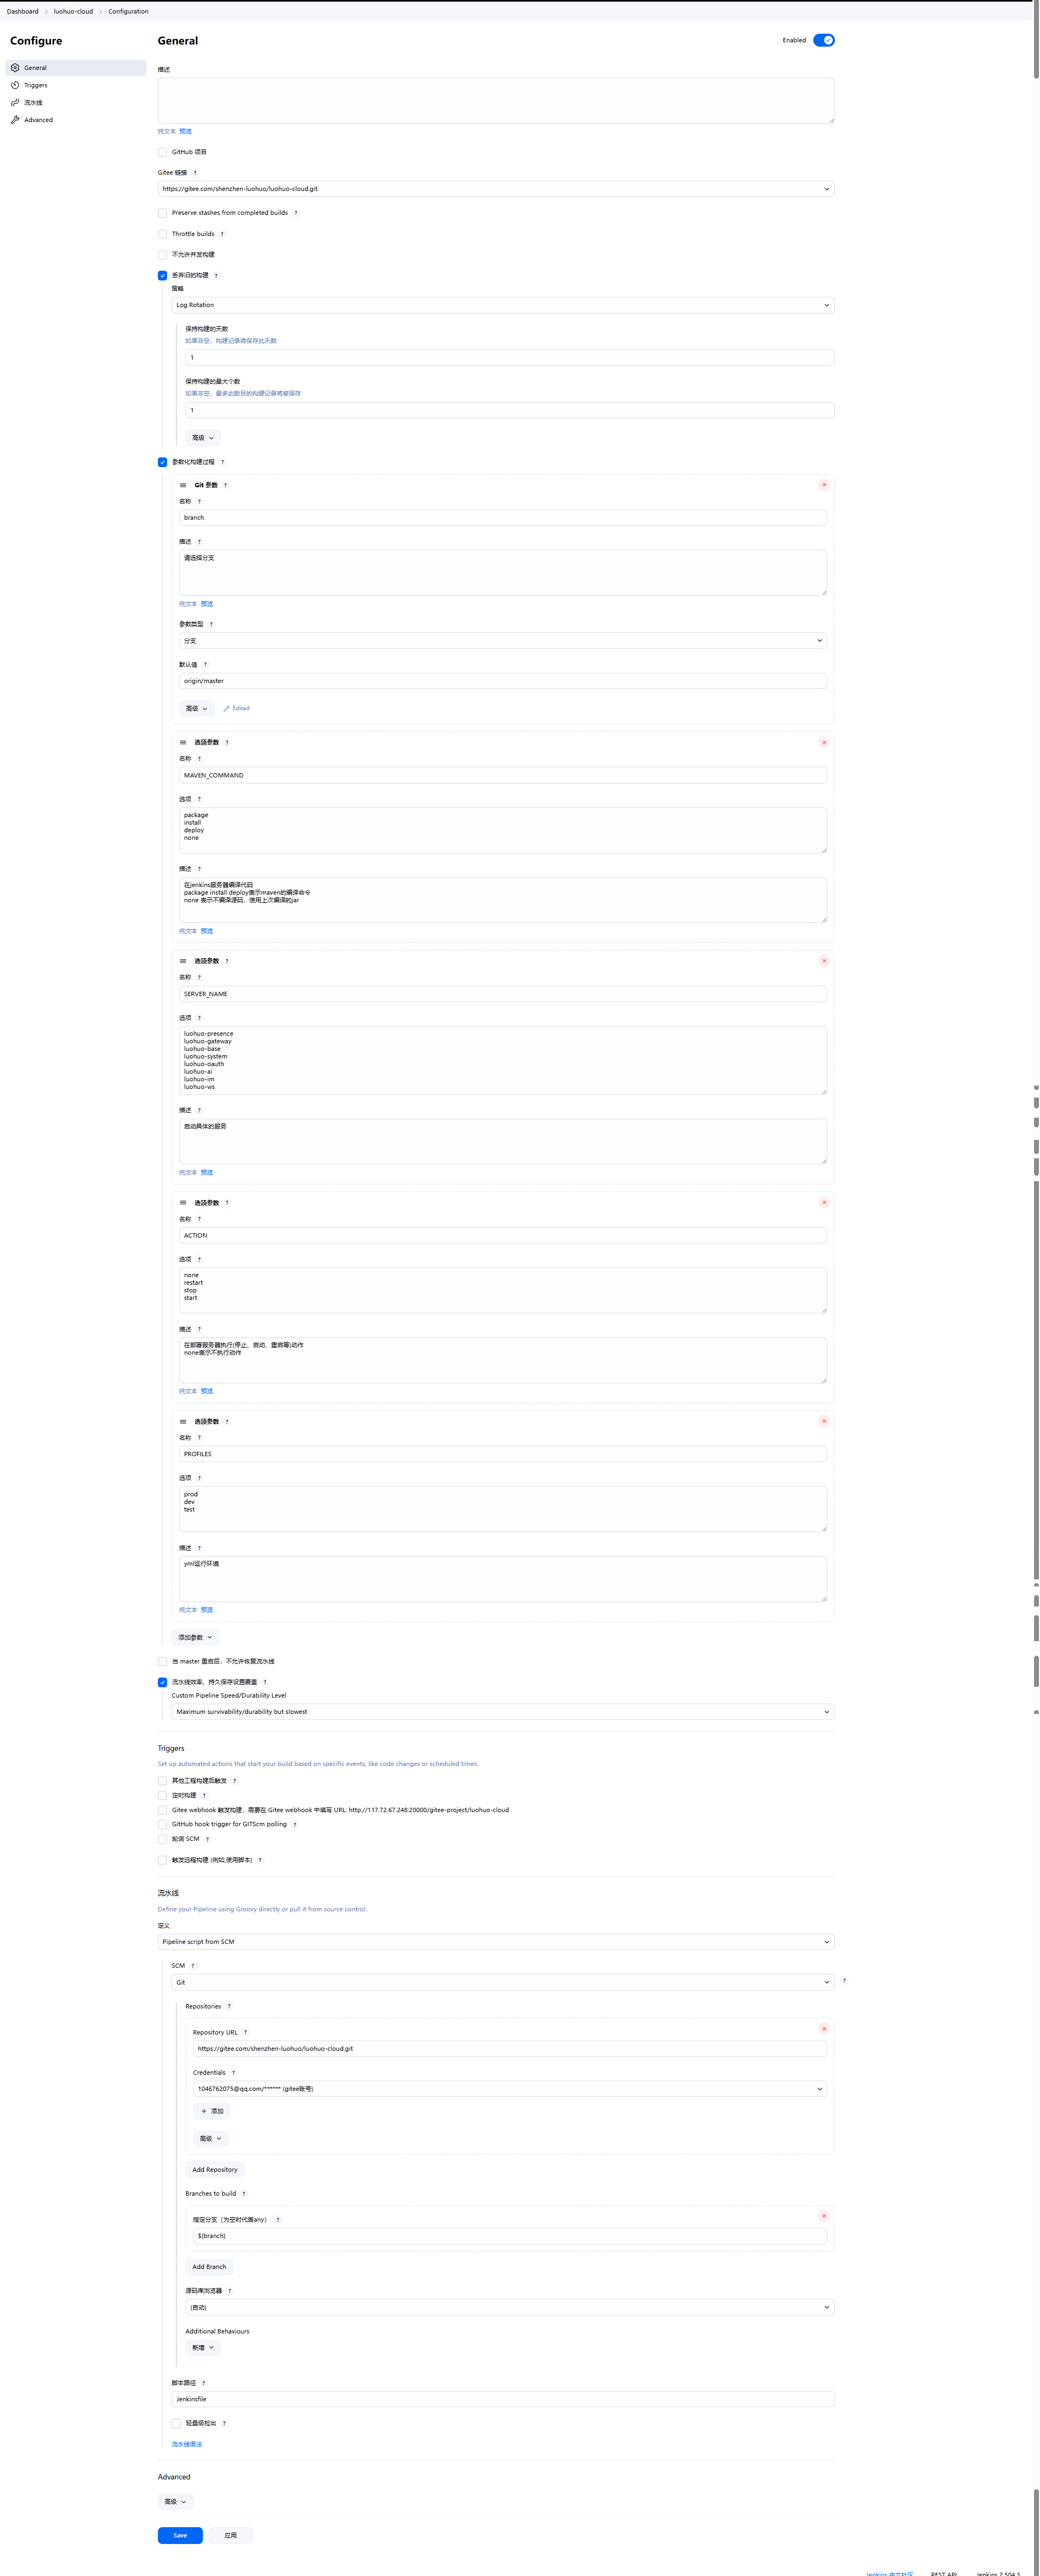 Dashboard > luohuo-cloud > Configuration
Configure
General
Triggers
流水线
Advanced
General
Enabled
描述
纯文本 预览
GitHub 项目
Gitee 链接 ?
https://gitee.com/shenzhen-luohuo/luohuo-cloud.git
Preserve stashes from completed builds ?
Throttle builds ?
不允许并发构建
丢弃旧的构建 ?
策略
Log Rotation
保持构建的天数
如果非空，构建记录将保存此天数
1
保持构建的最大个数
如果非空，最多此数目的构建记录将被保存
1
高级
参数化构建过程 ?
Git 参数 ?
名称 ?
branch
描述 ?
请选择分支
纯文本 预览
参数类型 ?
分支
默认值 ?
origin/master
高级 Edited
选项参数 ?
名称 ?
MAVEN_COMMAND
选项 ?
package
install
deploy
none
描述 ?
在jenkins服务器编译代码
package install deploy表示maven的编译命令
none 表示不编译源码，使用上次编译的jar
纯文本 预览
选项参数 ?
名称 ?
SERVER_NAME
选项 ?
luohuo-presence
luohuo-gateway
luohuo-base
luohuo-system
luohuo-oauth
luohuo-ai
luohuo-im
luohuo-ws
描述 ?
启动具体的服务
纯文本 预览
选项参数 ?
名称 ?
ACTION
选项 ?
none
restart
stop
start
描述 ?
在部署服务器执行(停止、启动、重启等)动作
none表示不执行动作
纯文本 预览
选项参数 ?
名称 ?
PROFILES
选项 ?
prod
dev
test
描述 ?
yml运行环境
纯文本 预览
添加参数
当 master 重启后，不允许恢复流水线
流水线效率、持久保存设置覆盖 ?
Custom Pipeline Speed/Durability Level
Maximum survivability/durability but slowest
Triggers
Set up automated actions that start your build based on specific events, like code changes or scheduled times.
其他工程构建后触发 ?
定时构建 ?
Gitee webhook 触发构建，需要在 Gitee webhook 中填写 URL: http://117.72.67.248:20000/gitee-project/luohuo-cloud
GitHub hook trigger for GITScm polling ?
轮询 SCM ?
触发远程构建 (例如,使用脚本) ?
流水线
Define your Pipeline using Groovy directly or pull it from source control.
定义
Pipeline script from SCM
SCM ?
Git
?
Repositories ?
Repository URL ?
https://gitee.com/shenzhen-luohuo/luohuo-cloud.git
Credentials ?
1046762075@qq.com/****** (gitee账号)
+ 添加
高级
Add Repository
Branches to build ?
指定分支（为空时代表any） ?
${branch}
Add Branch
源码库浏览器 ?
(自动)
Additional Behaviours
新增
脚本路径 ?
Jenkinsfile
轻量级检出 ?
流水线语法
Advanced
高级
Save 应用
Jenkins 中文社区 REST API Jenkins 2.504.3